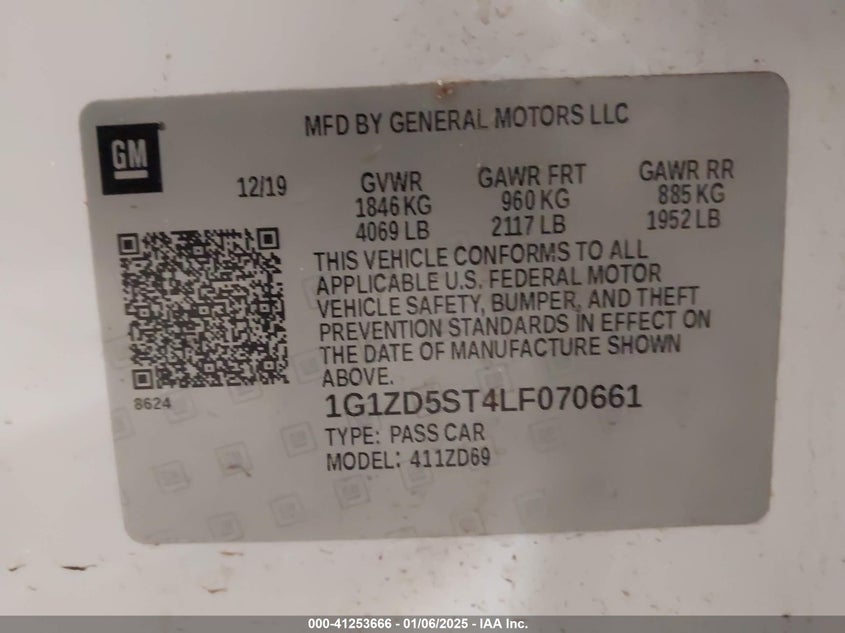 MFD BY GENERAL MOTORS LLC
GM
12/19
GVWR
1846 KG
4069 LB
GAWR FRT
960 KG
2117 LB
GAWR RR
885 KG
1952 LB
THIS VEHICLE CONFORMS TO ALL
APPLICABLE U.S. FEDERAL MOTOR
VEHICLE SAFETY, BUMPER, AND THEFT
PREVENTION STANDARDS IN EFFECT ON
THE DATE OF MANUFACTURE SHOWN
ABOVE.
8624
1G1ZD5ST4LF070661
TYPE: PASS CAR
MODEL: 411ZD69
000-41253666 - 01/06/2025 - IAA Inc.